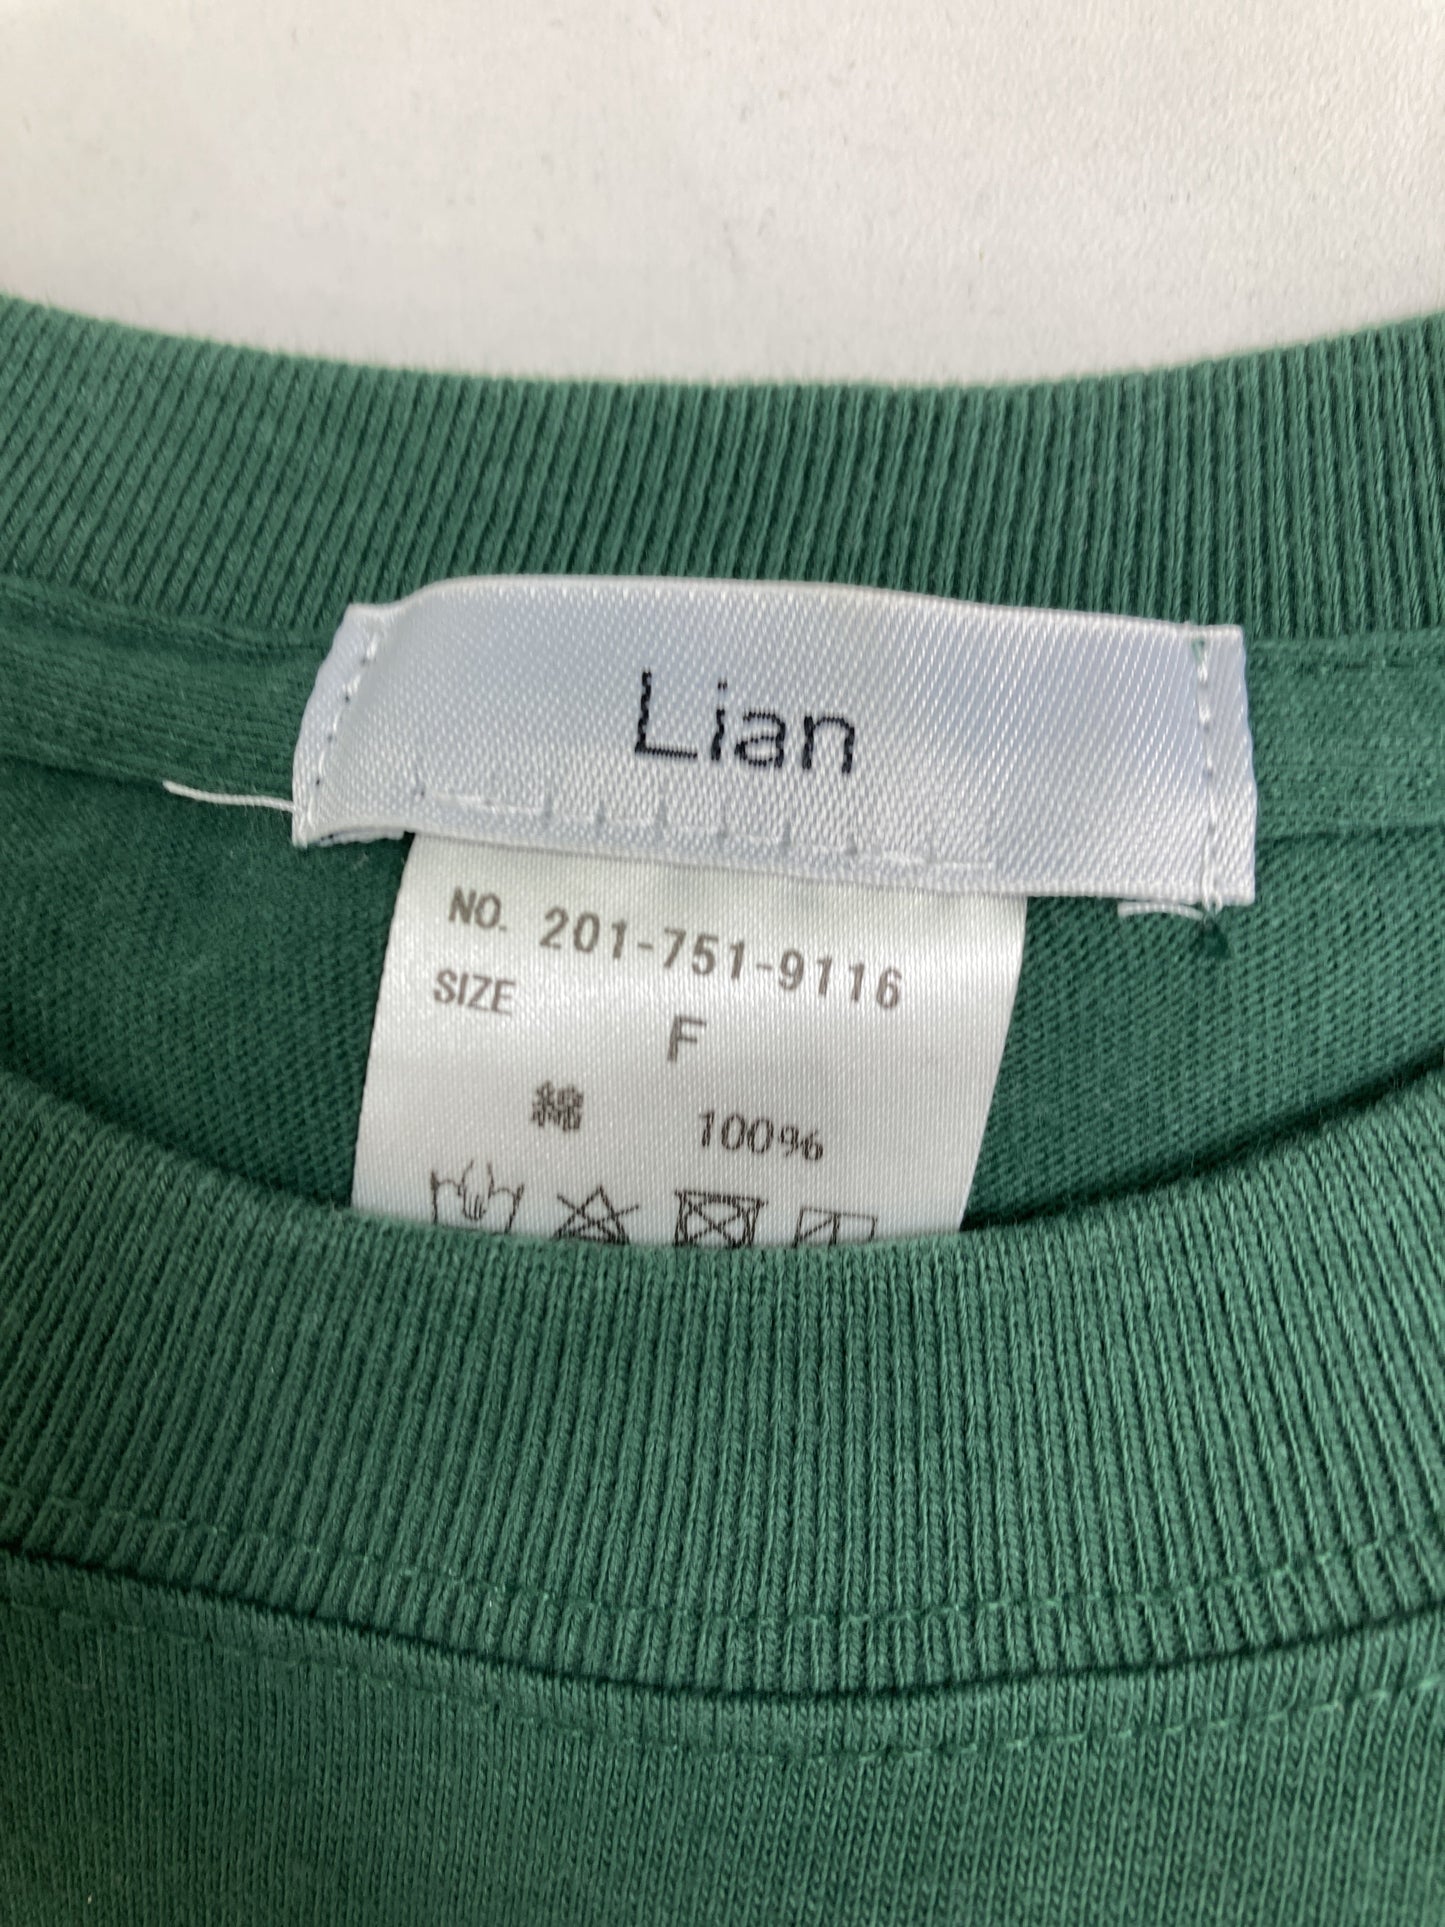 Lian
NO. 201-751-9116
SIZE
F
綿 100%